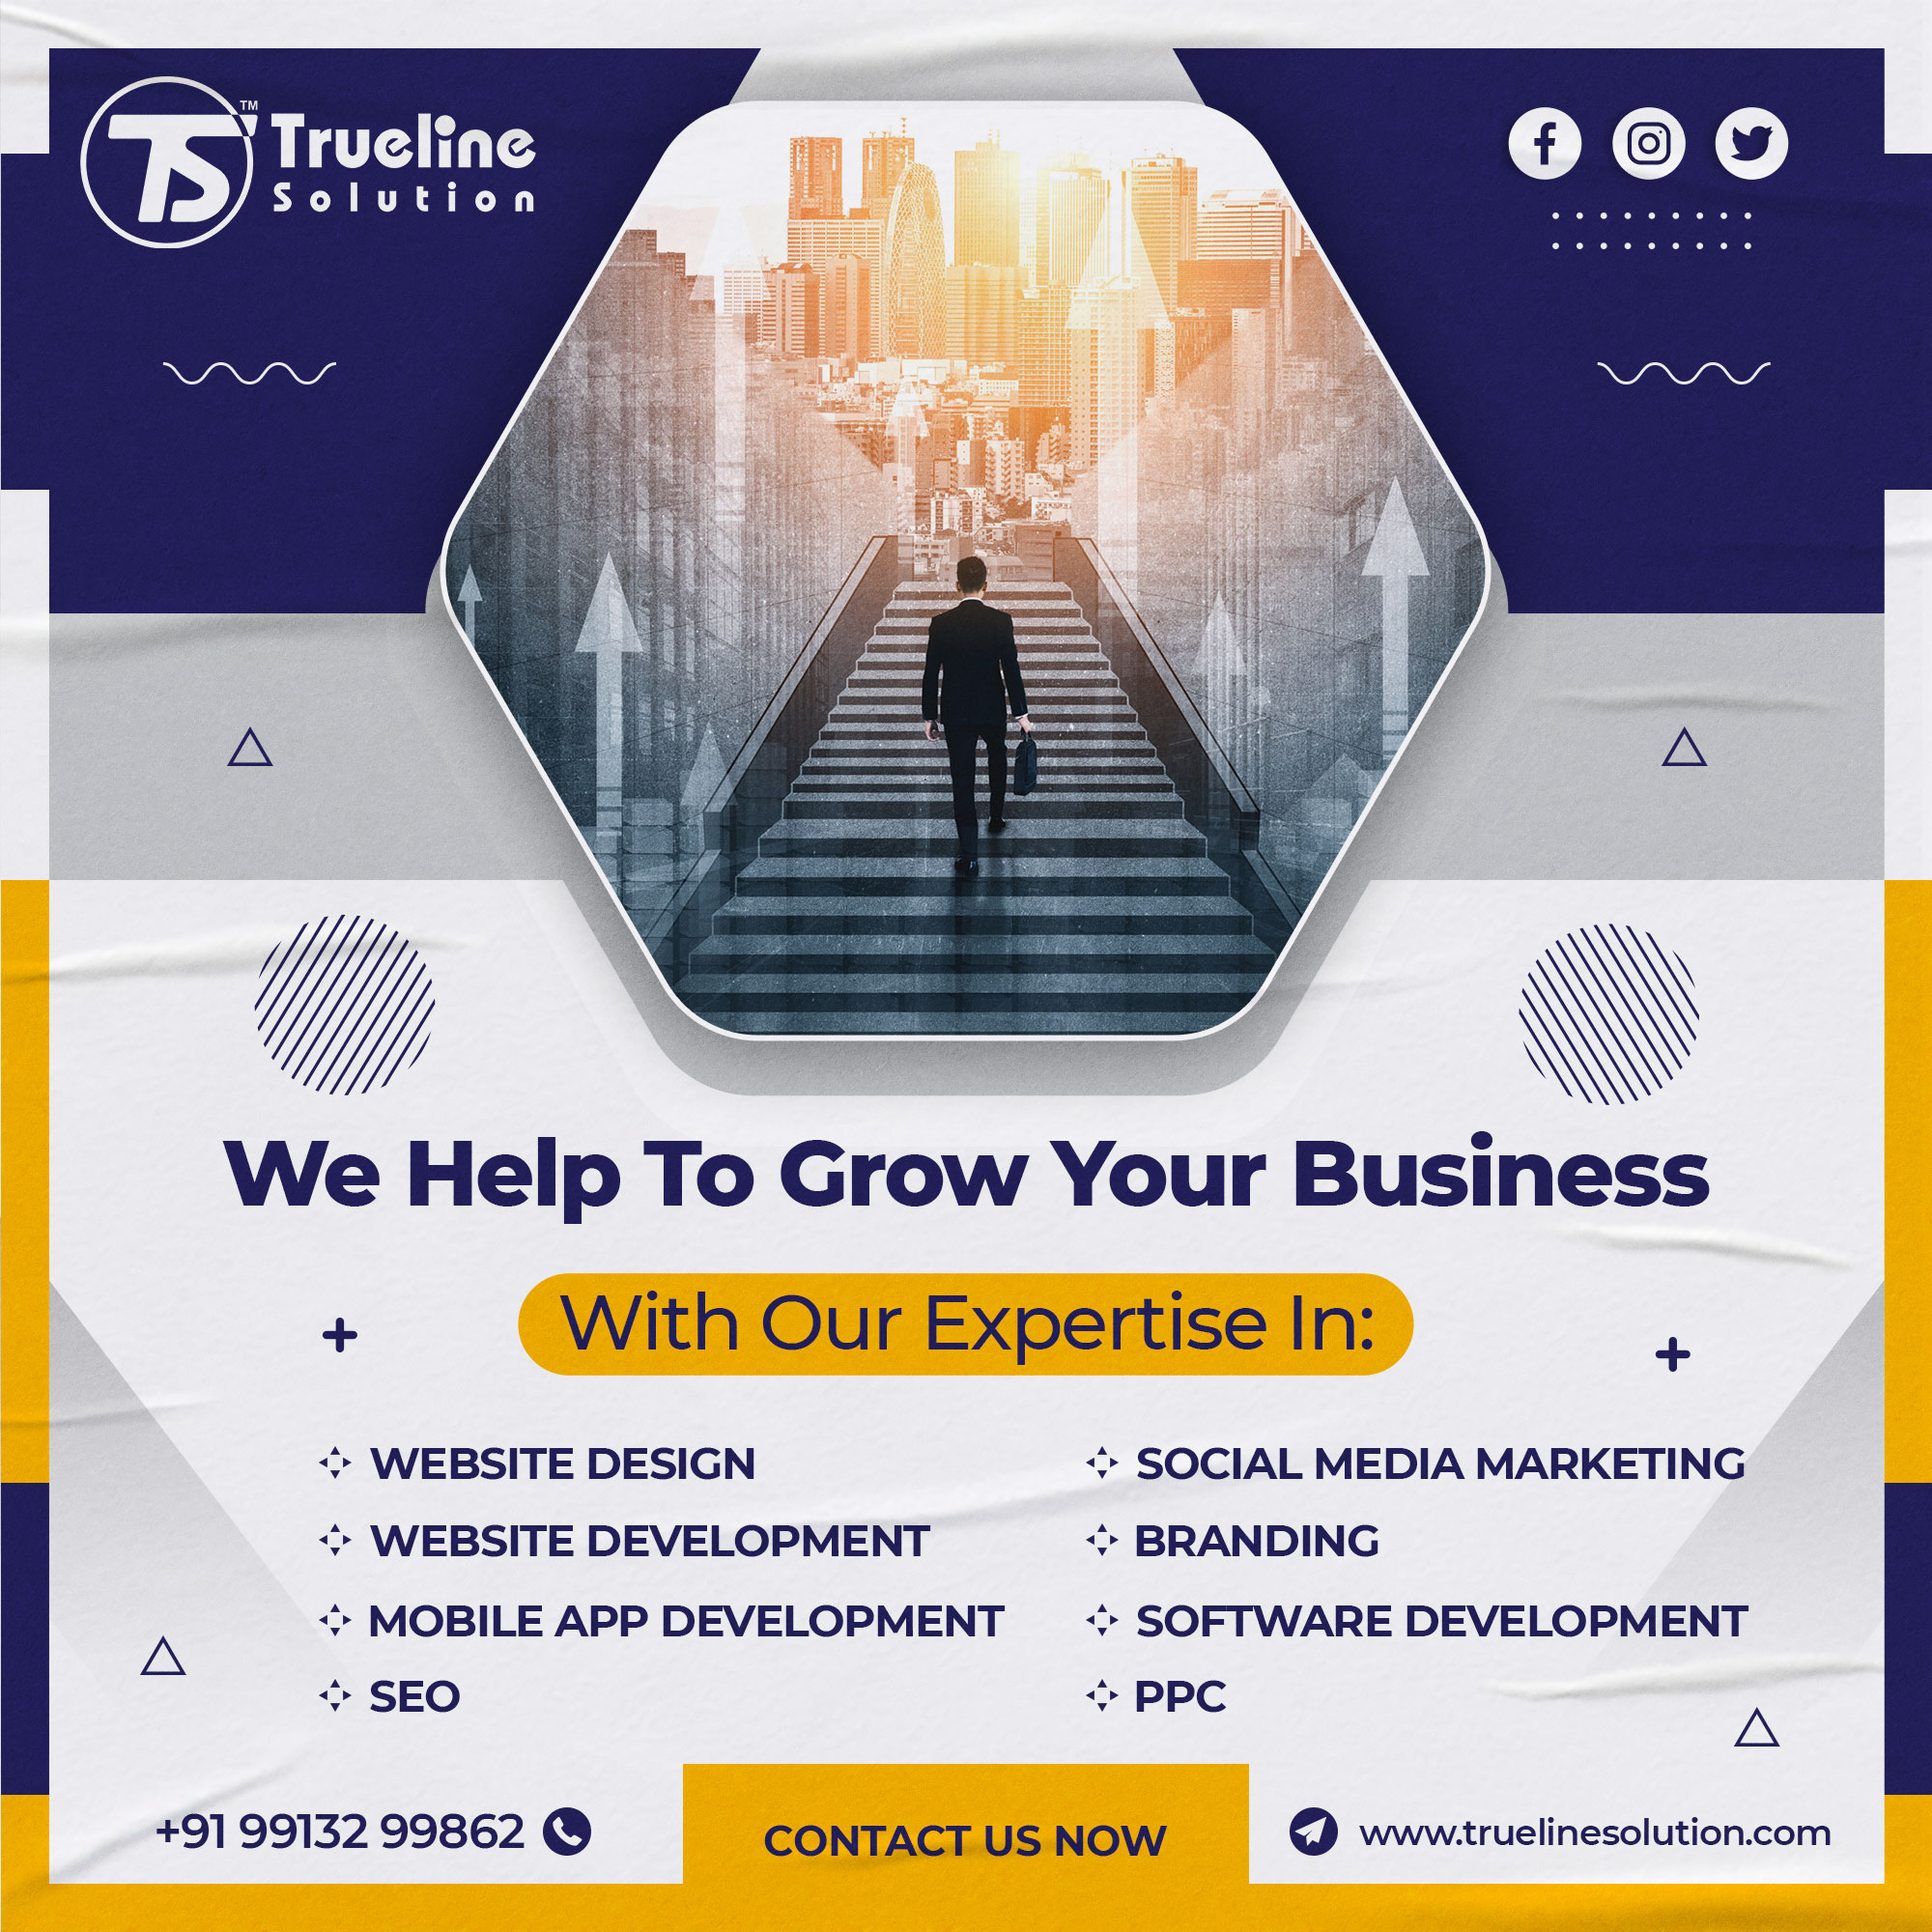 TS™ Trueline
Solution
We Help To Grow Your Business
With Our Expertise In:
WEBSITE DESIGN
WEBSITE DEVELOPMENT
MOBILE APP DEVELOPMENT
SEO
SOCIAL MEDIA MARKETING
BRANDING
SOFTWARE DEVELOPMENT
PPC
+91 99132 99862
CONTACT US NOW
www.truelinesolution.com